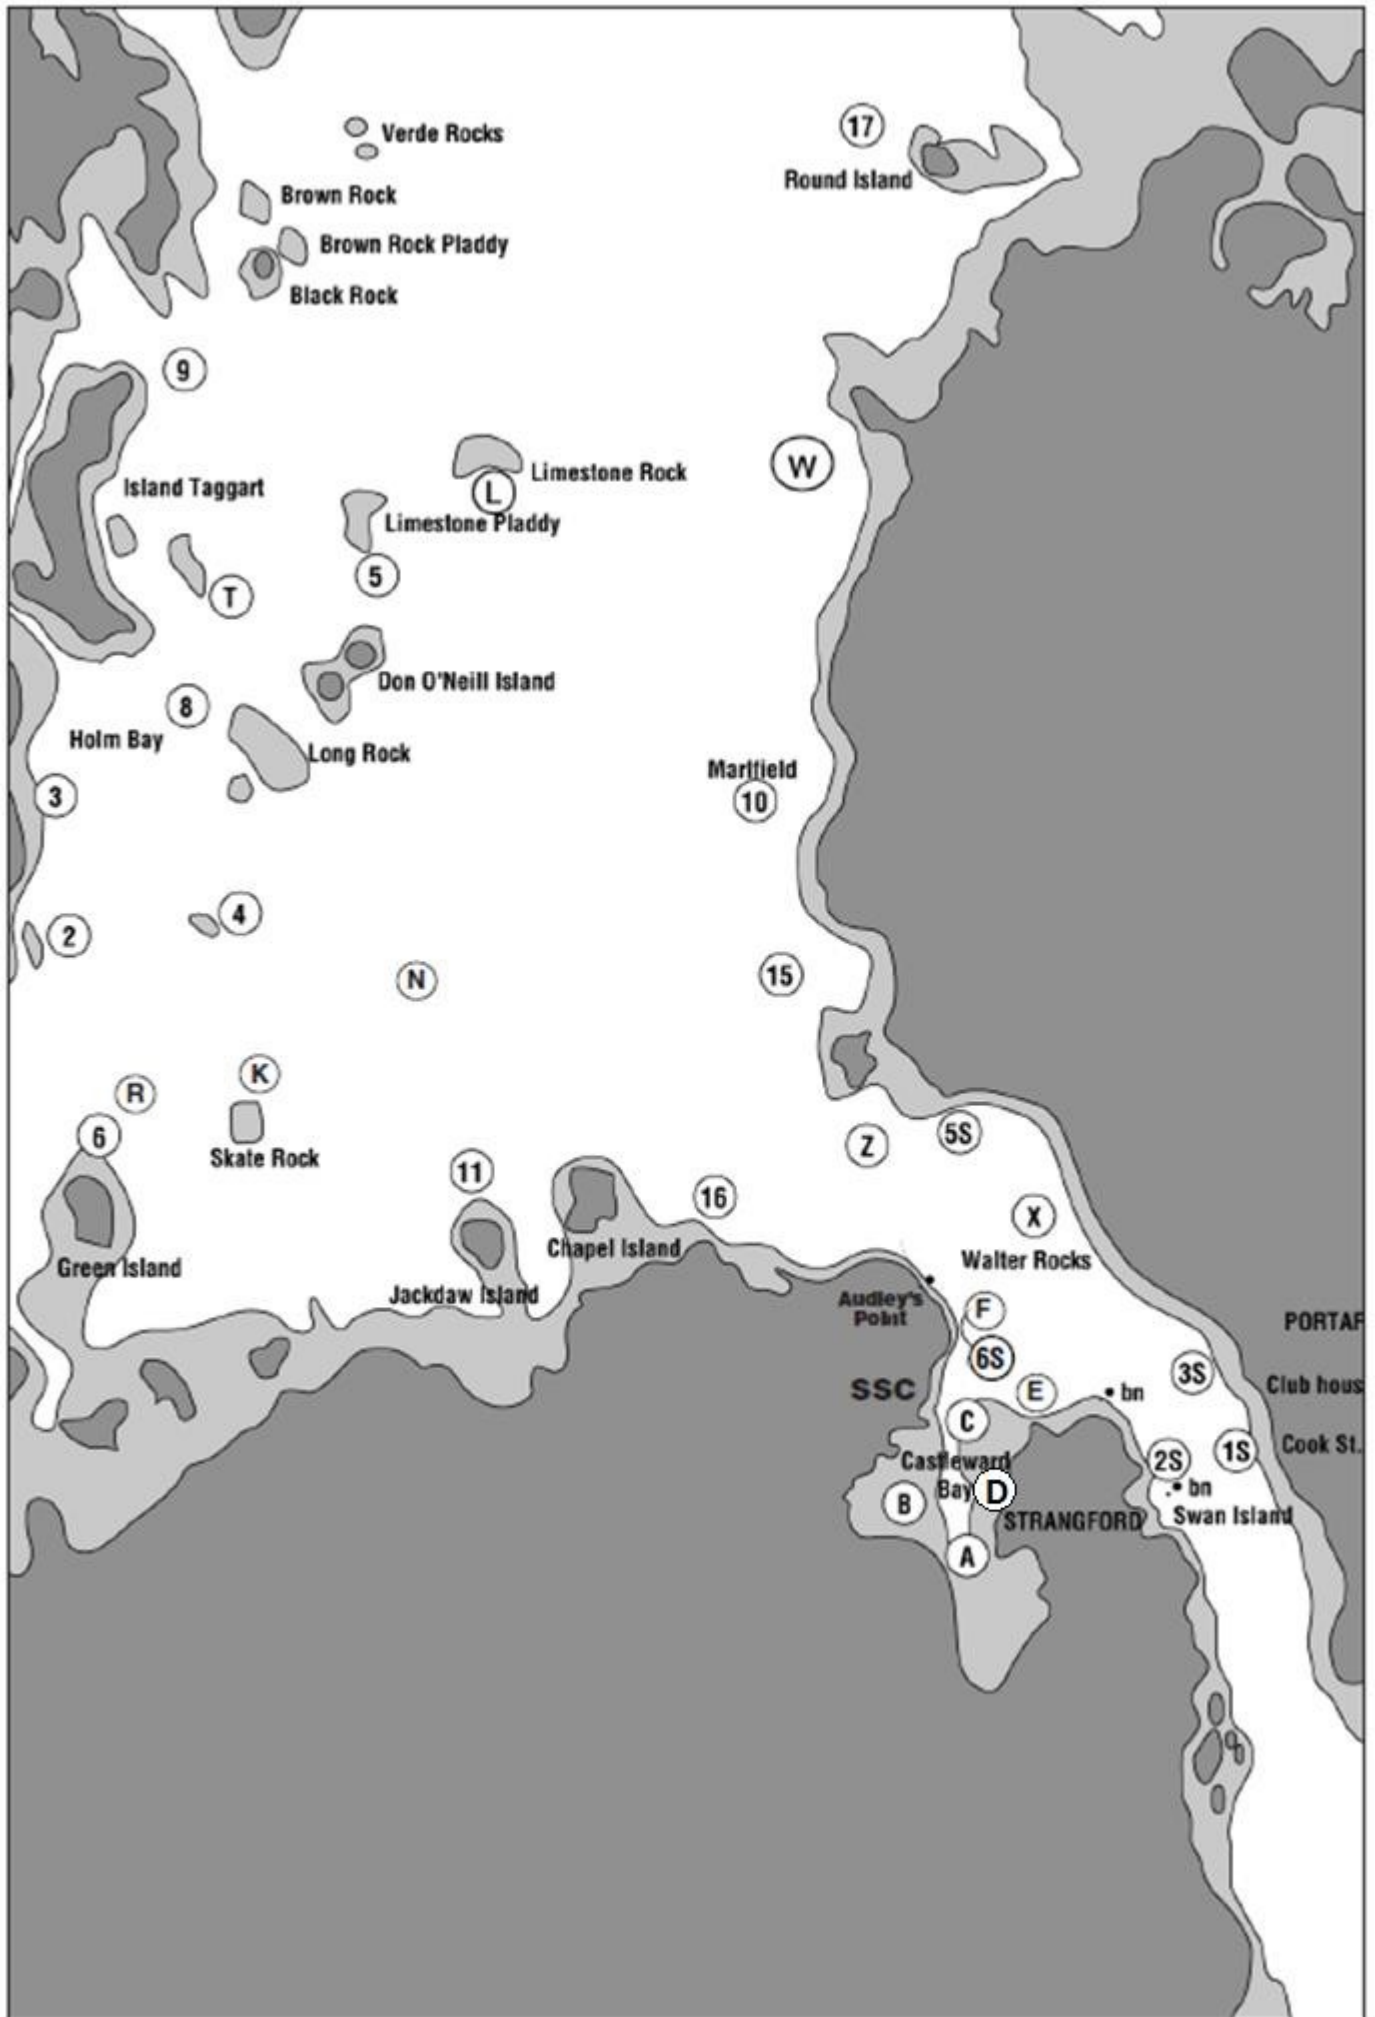 17
Verde Rocks
Round Island
Brown Rock
Brown Rock Pladdy
Black Rock
9
W
Limestone Rock
Island Taggart
L
Limestone Pladdy
5
T
Don O'Neill Island
8
Holm Bay
Long Rock
Marlfield
3
10
4
2
15
N
K
R
6
5S
Z
Skate Rock
11
16
X
Chapel Island
Walter Rocks
Green Island
Jackdaw Island
Audley's
Point
F
PORTAF
6S
3S
SSC
E
bn
Club hous
C
Cook St.
1S
2S
Castleward
Bay
D
bn
B
Swan Island
STRANGFORD
A